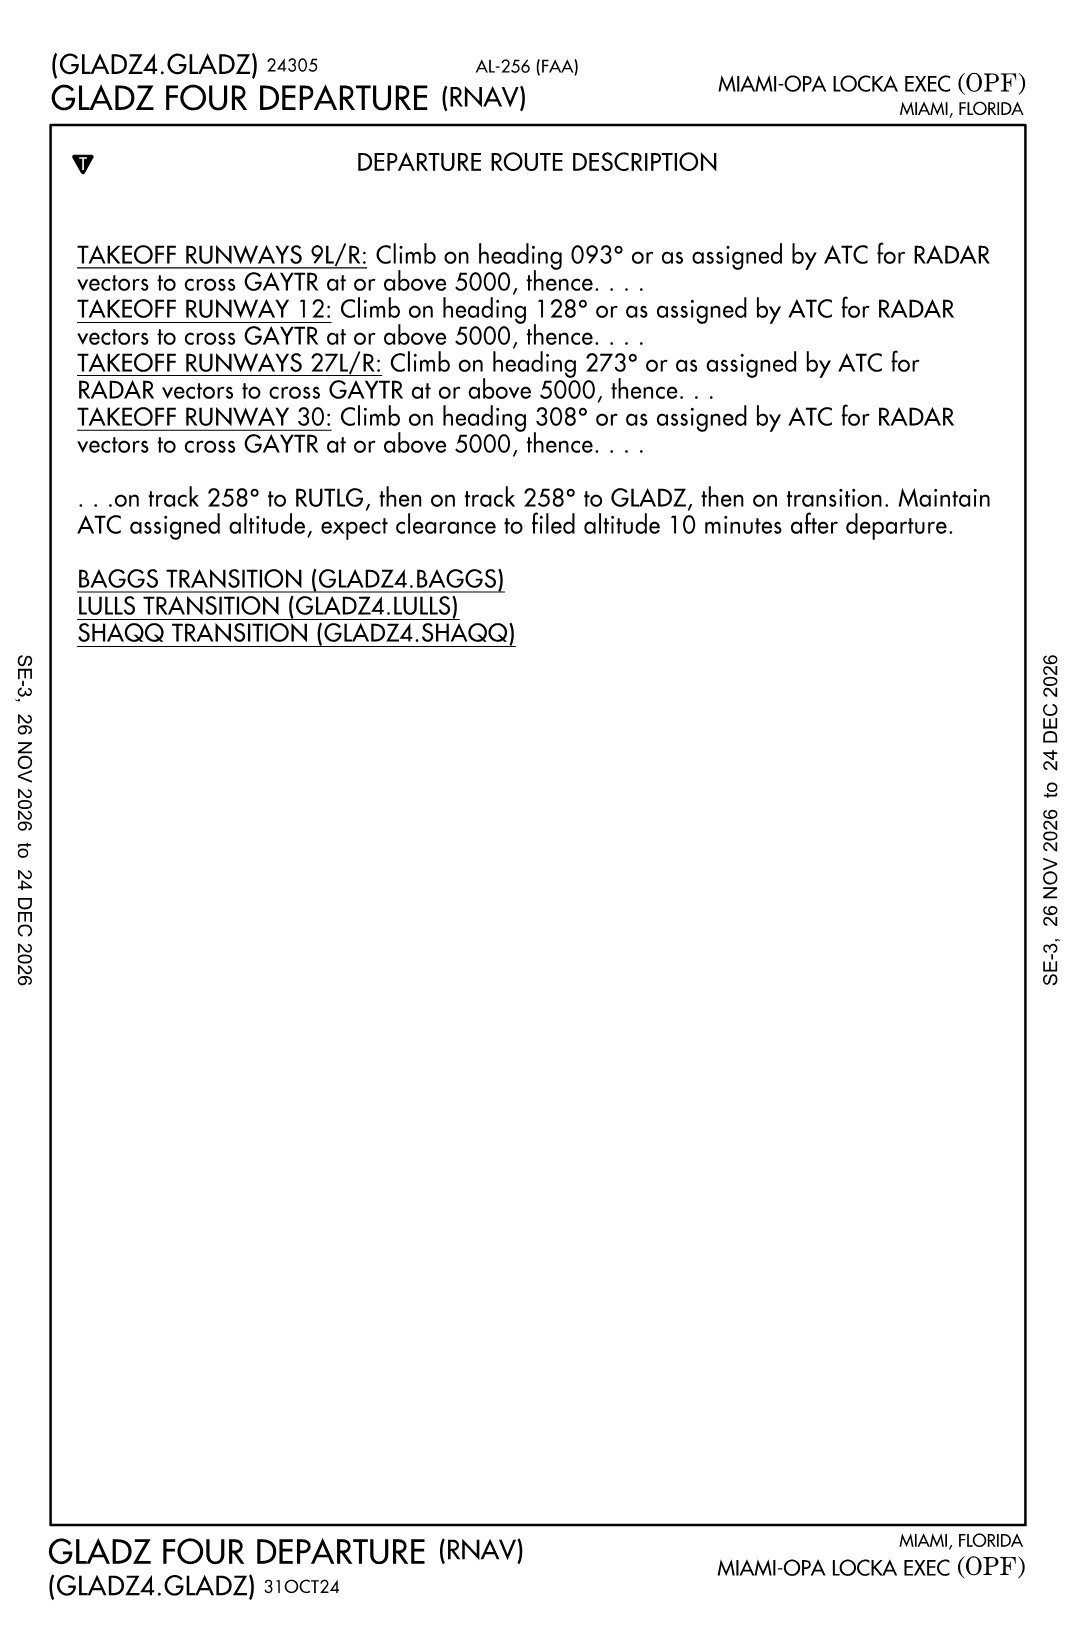 (GLADZ4.GLADZ) 24305
AL-256 (FAA)
GLADZ FOUR DEPARTURE (RNAV)
MIAMI-OPA LOCKA EXEC (OPF)
MIAMI, FLORIDA
T
DEPARTURE ROUTE DESCRIPTION
TAKEOFF RUNWAYS 9L/R: Climb on heading 093° or as assigned by ATC for RADAR
vectors to cross GAYTR at or above 5000, thence. . . .
TAKEOFF RUNWAY 12: Climb on heading 128° or as assigned by ATC for RADAR
vectors to cross GAYTR at or above 5000, thence. . . .
TAKEOFF RUNWAYS 27L/R: Climb on heading 273° or as assigned by ATC for
RADAR vectors to cross GAYTR at or above 5000, thence. . .
TAKEOFF RUNWAY 30: Climb on heading 308° or as assigned by ATC for RADAR
vectors to cross GAYTR at or above 5000, thence. . . .
. . .on track 258° to RUTLG, then on track 258° to GLADZ, then on transition. Maintain
ATC assigned altitude, expect clearance to filed altitude 10 minutes after departure.
BAGGS TRANSITION (GLADZ4.BAGGS)
LULLS TRANSITION (GLADZ4.LULLS)
SHAQQ TRANSITION (GLADZ4.SHAQQ)
SE-3, 26 NOV 2026 to 24 DEC 2026
SE-3, 26 NOV 2026 to 24 DEC 2026
GLADZ FOUR DEPARTURE (RNAV)
(GLADZ4.GLADZ) 31OCT24
MIAMI, FLORIDA
MIAMI-OPA LOCKA EXEC (OPF)